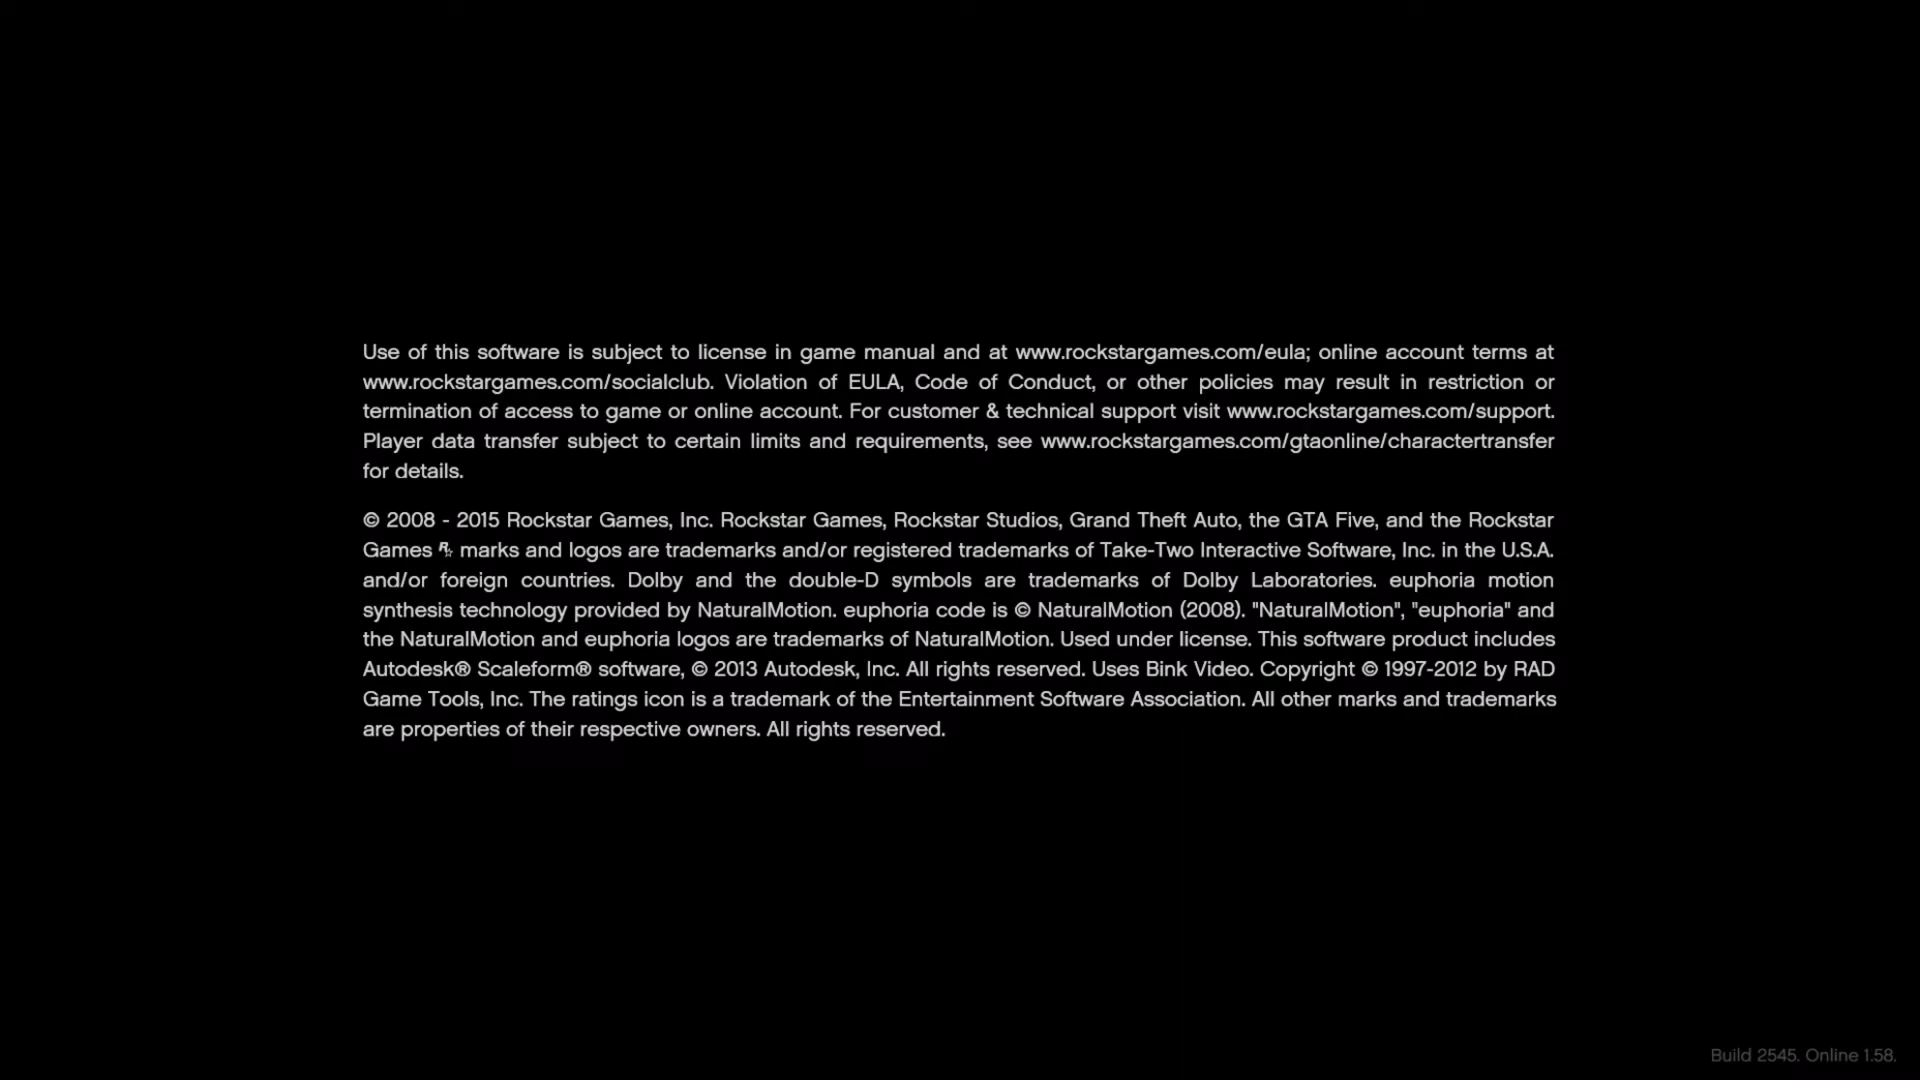 Use of this software is subject to license in game manual and at www.rockstargames.com/eula; online account terms at
www.rockstargames.com/socialclub. Violation of EULA, Code of Conduct, or other policies may result in restriction or
termination of access to game or online account. For customer & technical support visit www.rockstargames.com/support.
Player data transfer subject to certain limits and requirements, see www.rockstargames.com/gtaonline/charactertransfer
for details.
© 2008 - 2015 Rockstar Games, Inc. Rockstar Games, Rockstar Studios, Grand Theft Auto, the GTA Five, and the Rockstar
Games R* marks and logos are trademarks and/or registered trademarks of Take-Two Interactive Software, Inc. in the U.S.A.
and/or foreign countries. Dolby and the double-D symbols are trademarks of Dolby Laboratories. euphoria motion
synthesis technology provided by NaturalMotion. euphoria code is © NaturalMotion (2008). "NaturalMotion", "euphoria" and
the NaturalMotion and euphoria logos are trademarks of NaturalMotion. Used under license. This software product includes
Autodesk® Scaleform® software, © 2013 Autodesk, Inc. All rights reserved. Uses Bink Video. Copyright © 1997-2012 by RAD
Game Tools, Inc. The ratings icon is a trademark of the Entertainment Software Association. All other marks and trademarks
are properties of their respective owners. All rights reserved.
Build 2545. Online 1.58.